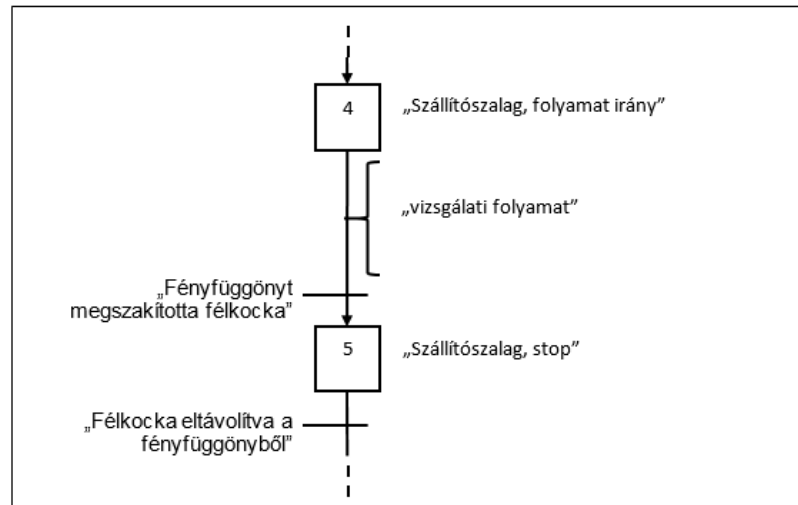 4
„Szállítószalag, folyamat irány”
„vizsgálati folyamat”
„Fényfüggönyt
megszakította félkocka”
5
„Szállítószalag, stop”
„Félkocka eltávolítva a
fényfüggönyből”